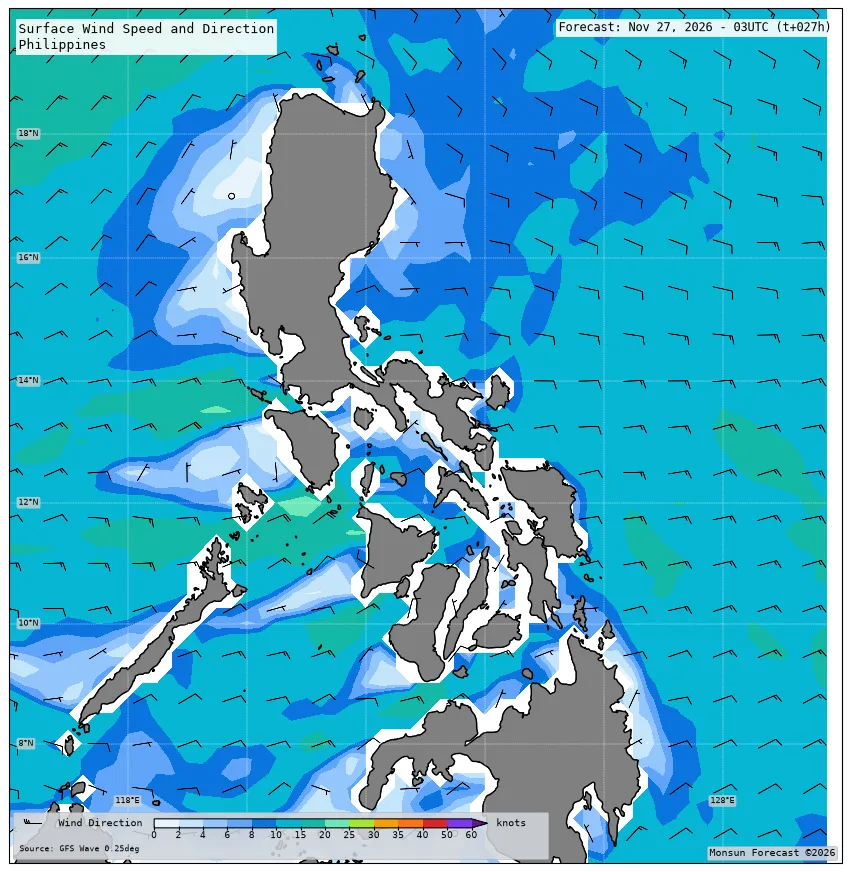 Surface Wind Speed and Direction
Philippines
Forecast: Nov 27, 2026 - 03UTC (t+027h)
18°N
16°N
14°N
12°N
10°N
8°N
118°E
128°E
Wind Direction
knots
0 2 4 6 8 10 15 20 25 30 35 40 50 60
Source: GFS Wave 0.25deg
Monsun Forecast ©2026